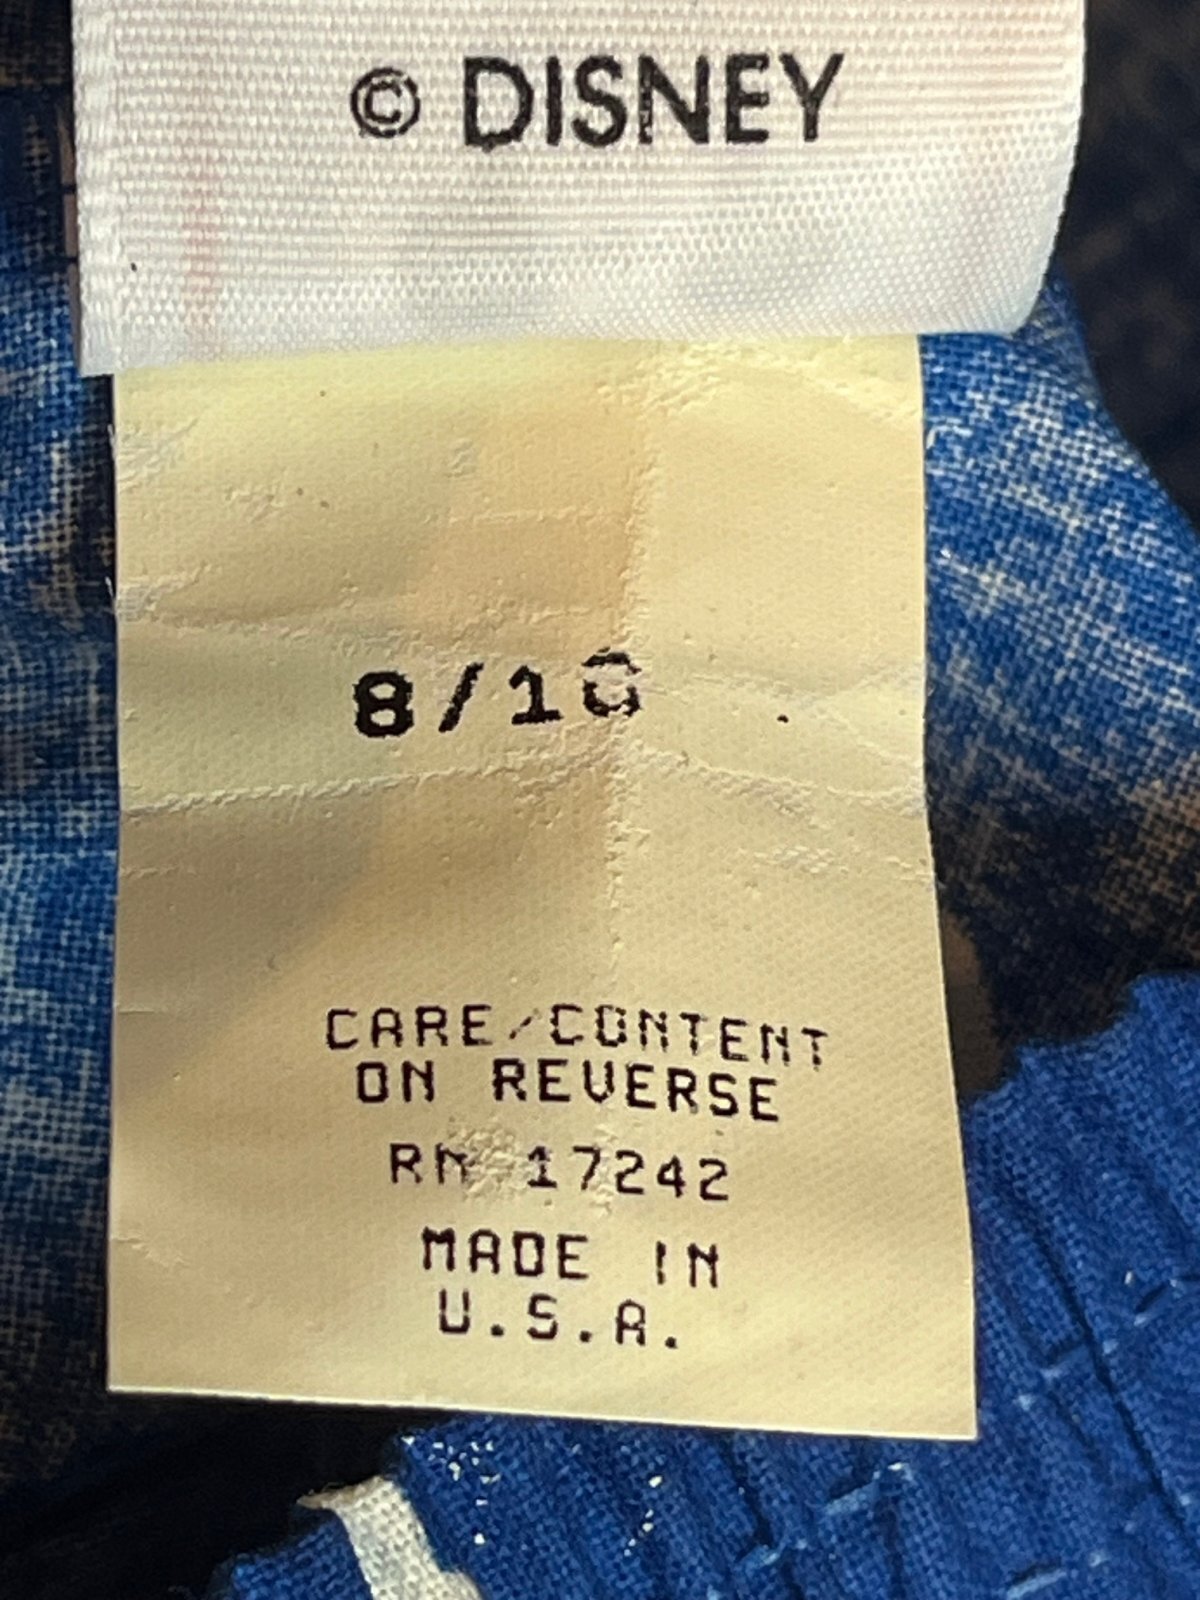 © DISNEY
8/10
CARE/CONTENT
ON REVERSE
RN 17242
MADE IN
U.S.A.